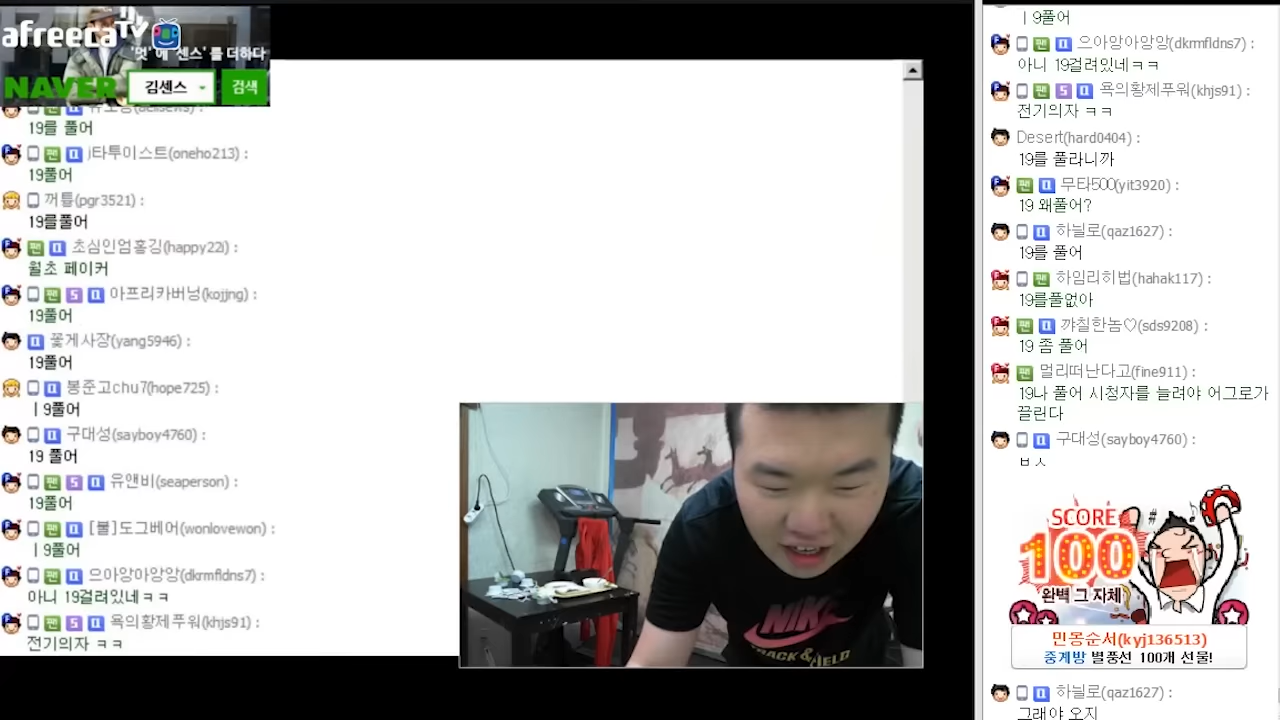 afreecaTV
'멋'에 '센스'를 더하다
NAVER 김센스 검색
19를 풀어
j타투이스트(oneho213) :
19풀어
꺼틉(pgr3521) :
19를풀어
초심인엄홍깅(happy22i) :
월초 페이커
아프리카버넝(kojjng) :
19풀어
꽃게사장(yang5946) :
19풀어
봉준고chu7(hope725) :
ㅣ9풀어
구대성(sayboy4760) :
19 풀어
유앤비(seaperson) :
19풀어
[불]도그베어(wonlovewon) :
ㅣ9풀어
으아앙아앙앙(dkrmfldns7) :
아니 19걸려있네ㅋㅋ
욕의황제푸워(khjs91) :
전기의자 ㅋㅋ
NIKE
TRACK & FIELD
ㅣ9풀어
으아앙아앙앙(dkrmfldns7) :
아니 19걸려있네ㅋㅋ
욕의황제푸워(khjs91) :
전기의자 ㅋㅋ
Desert(hard0404) :
19를 풀라니까
무타500(yit3920) :
19 왜풀어?
하닐로(qaz1627) :
19를 풀어
하임리히법(hahak117) :
19를풀없아
꺄칠한놈♡(sds9208) :
19 좀 풀어
멀리떠난다고(fine911) :
19나 풀어 시청자를 늘려야 어그로가
끌린다
구대성(sayboy4760) :
ㅂㅅ
SCORE
100
완벽 그 자체
민몽순서(kyj136513)
중계방 별풍선 100개 선물!
하닐로(qaz1627) :
그래야 오지